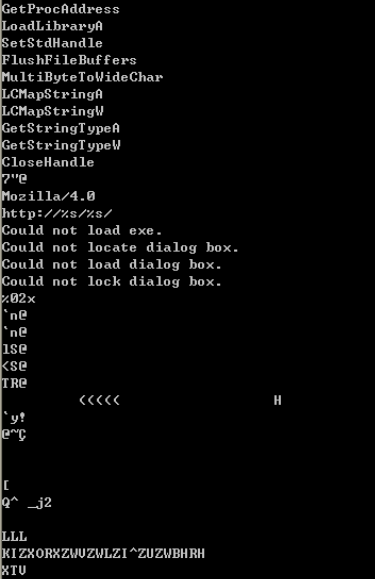 GetProcAddress
LoadLibraryA
SetStdHandle
FlushFileBuffers
MultiByteToWideChar
LCMapStringA
LCMapStringW
GetStringTypeA
GetStringTypeW
CloseHandle
7"@
Mozilla/4.0
http://%s/%s/
Could not load exe.
Could not locate dialog box.
Could not load dialog box.
Could not lock dialog box.
%02x
`n@
`n@
lS@
<S@
TR@
(((((                  H
`y!
@~Ç
[
Q^ _j2
LLL
KIZXORXZWVZWLZI^ZUZWBHRH
XTV